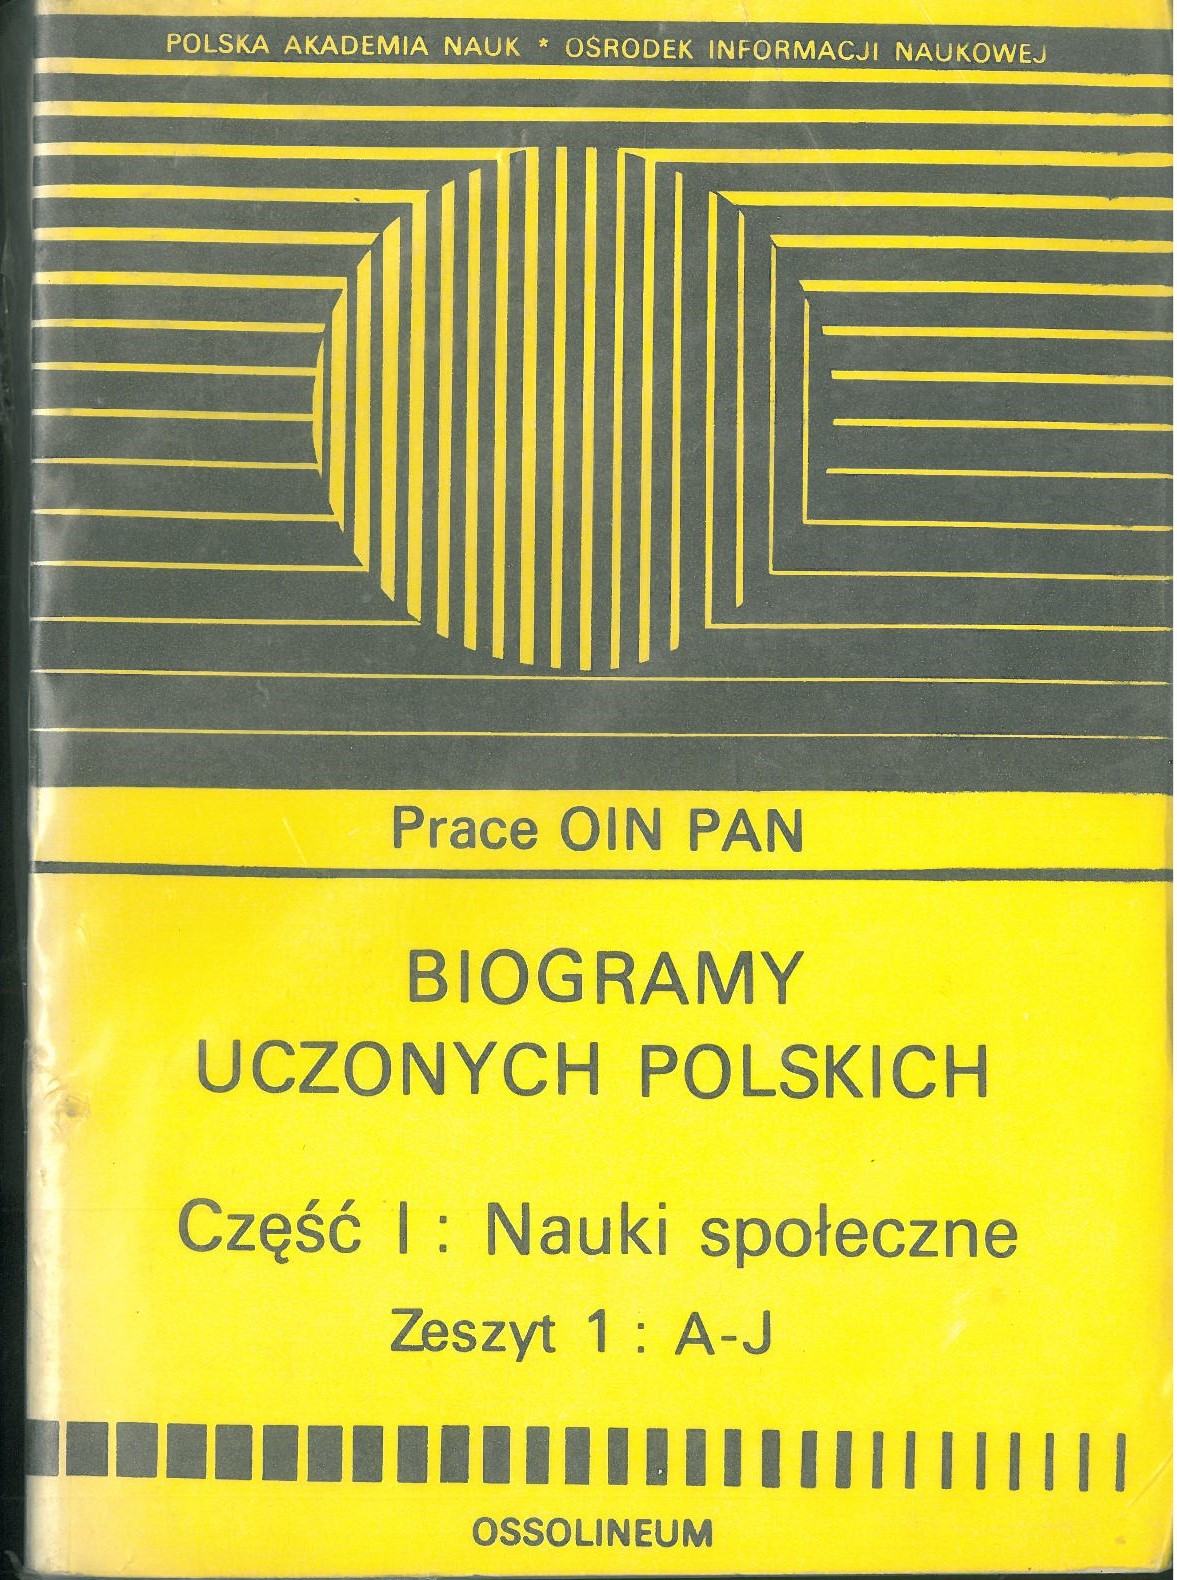 POLSKA AKADEMIA NAUK * OŚRODEK INFORMACJI NAUKOWEJ
Prace OIN PAN
BIOGRAMY
UCZONYCH POLSKICH
Część I : Nauki społeczne
Zeszyt 1 : A-J
OSSOLINEUM